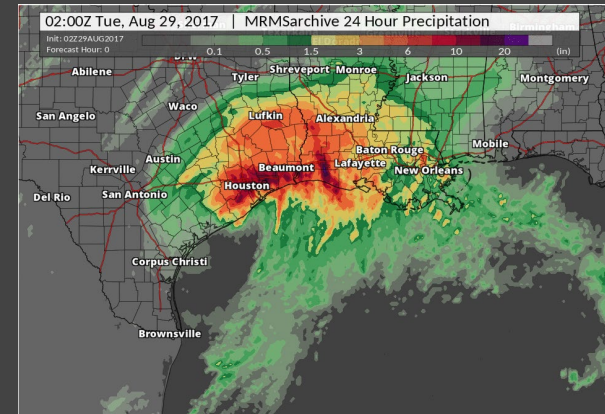 02:00Z Tue, Aug 29, 2017 | MRMSarchive 24 Hour Precipitation
Birmingham
Init: 02Z29AUG2017
Forecast Hour: 0
0.1 0.5 1.5 3 6 10 20 (in)
DFW
Abilene
Tyler
Shreveport
Monroe
Jackson
Montgomery
San Angelo
Waco
Lufkin
Alexandria
Mobile
Baton Rouge
Austin
Kerrville
Beaumont
Lafayette
New Orleans
Del Rio
San Antonio
Houston
Corpus Christi
Brownsville